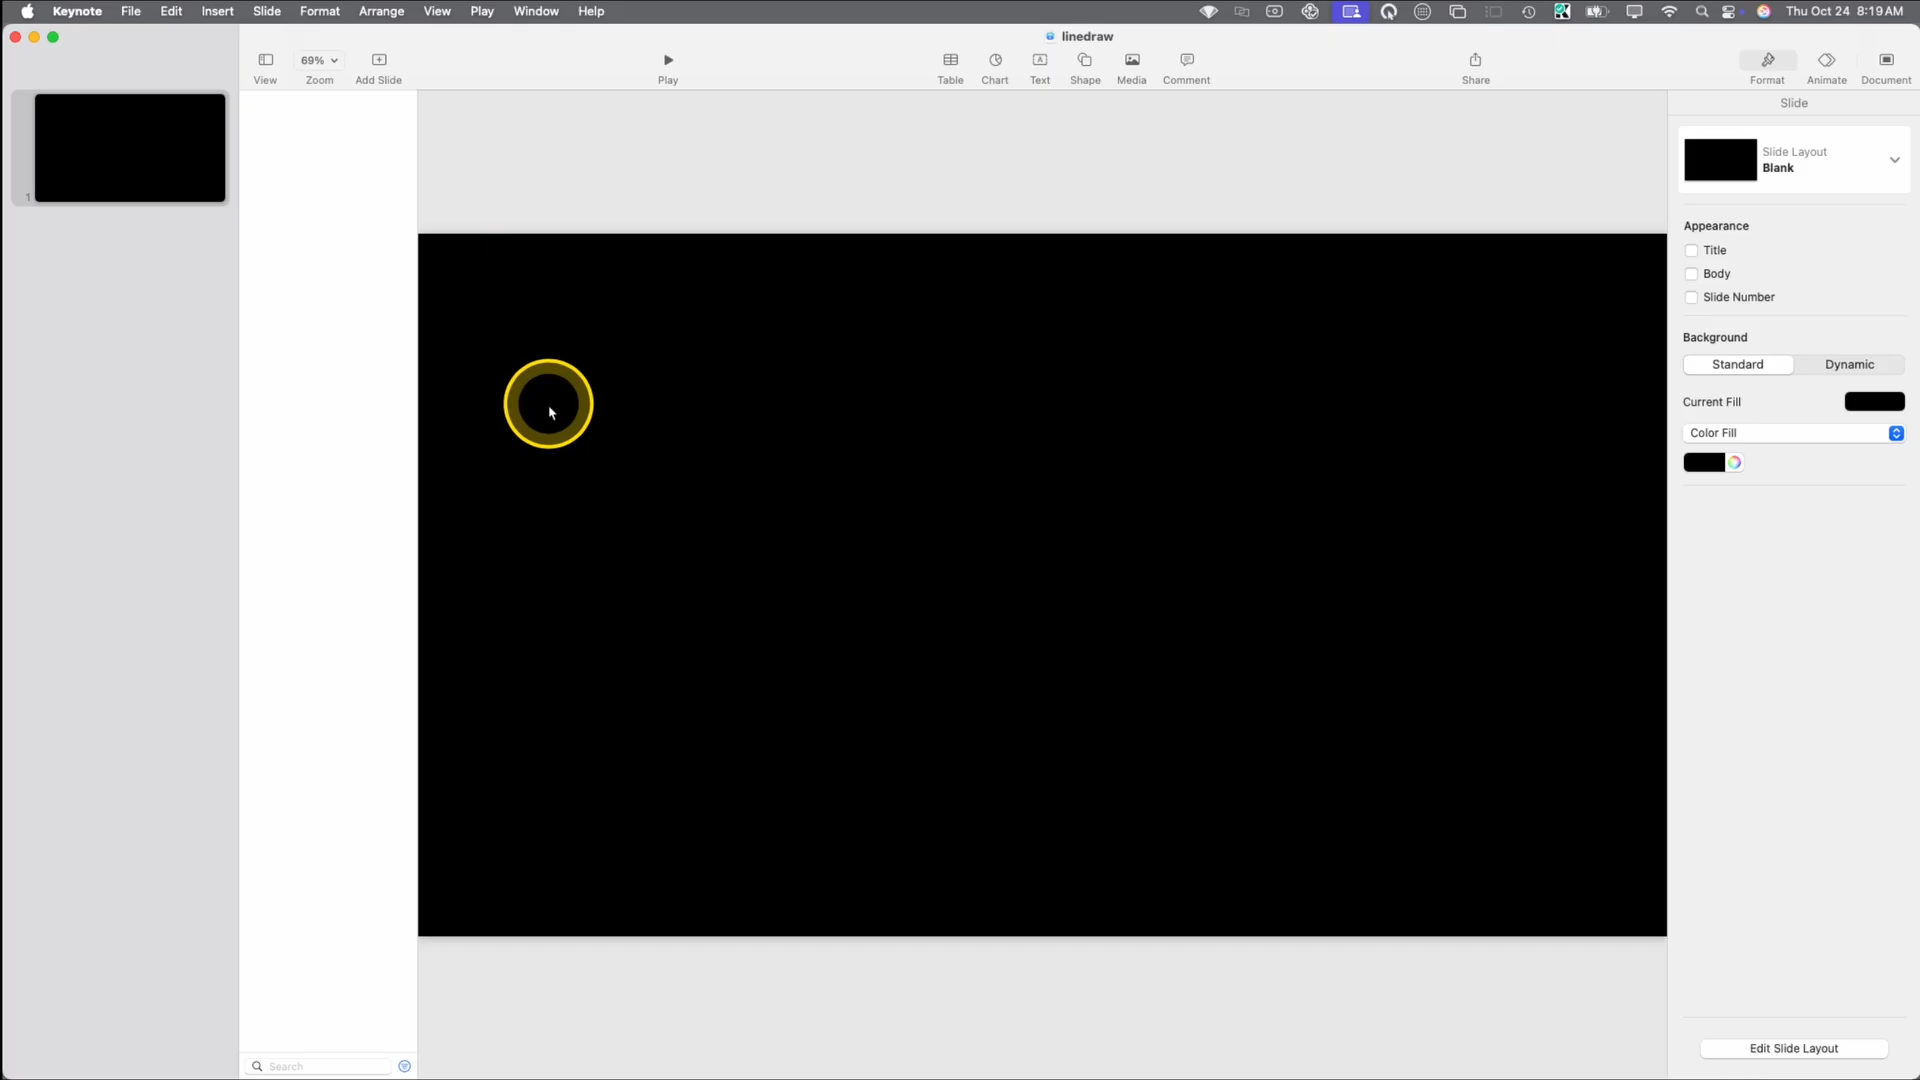 Keynote File Edit Insert Slide Format Arrange View Play Window Help Thu Oct 24 8:19 AM
linedraw
69%
View Zoom Add Slide Play Table Chart Text Shape Media Comment Share Format Animate Document
1
Slide
Slide Layout
Blank
Appearance
Title
Body
Slide Number
Background
Standard Dynamic
Current Fill
Color Fill
Edit Slide Layout
Search